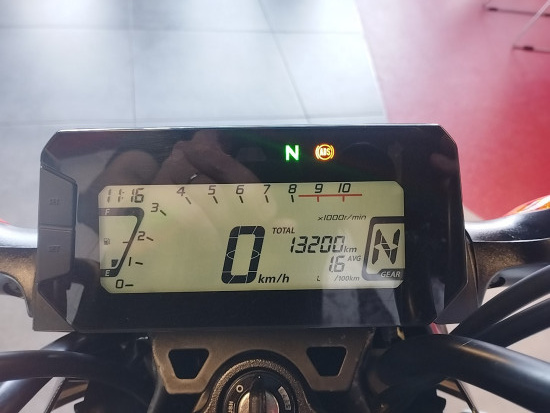 N ABS
11:16 4 5 6 7 8 9 10
F 3 x1000r/min
2 TOTAL
13200km
1 0 km/h 1.6 AVG N
E L/100km GEAR
0